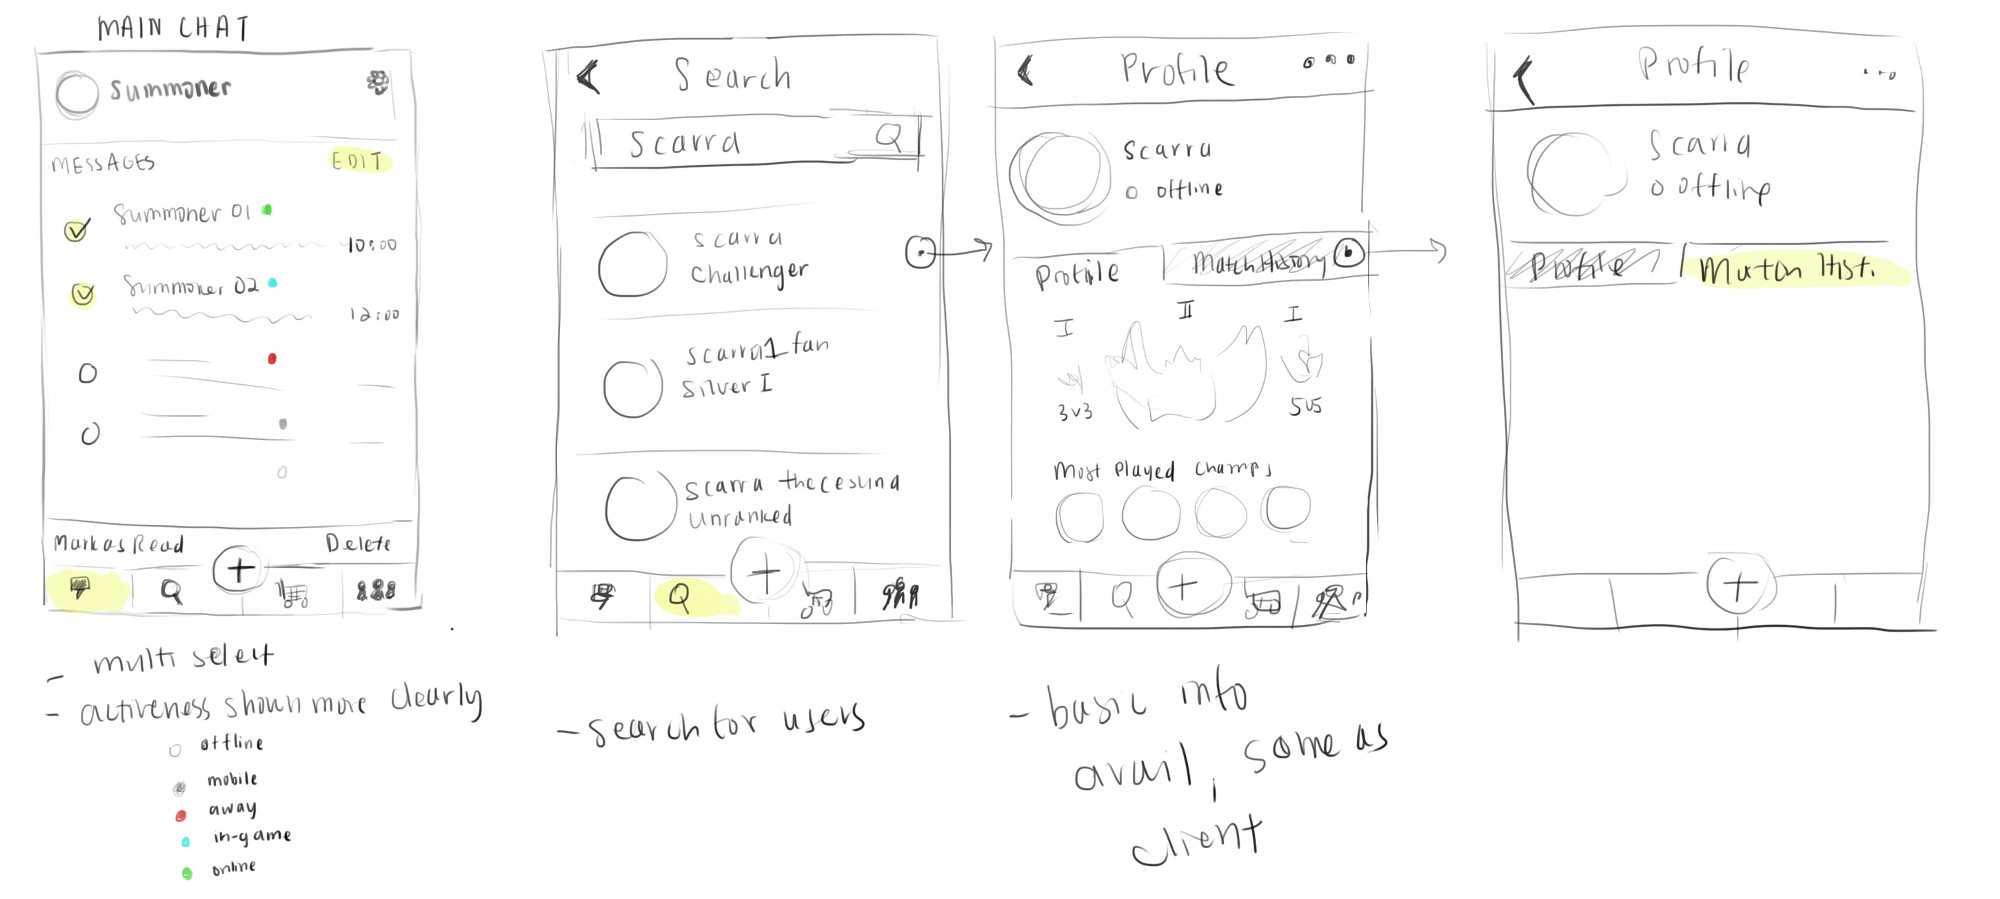 MAIN CHAT
Summoner
MESSAGES EDIT
Summoner 01
10:00
Summoner 02
12:00
Mark as Read Delete
- multi select
- activeness shown more clearly
offline
mobile
away
in-game
online
Search
Scarra
scarra
Challenger
scarra1 fan
Silver I
scarra
unranked
- search for users
Profile
scarra
offline
Profile Match History
I II I
3v3 5v5
Most Played Champs
- basic info
avail, same as
client
Profile
Scarra
offline
Profile Match Hist.